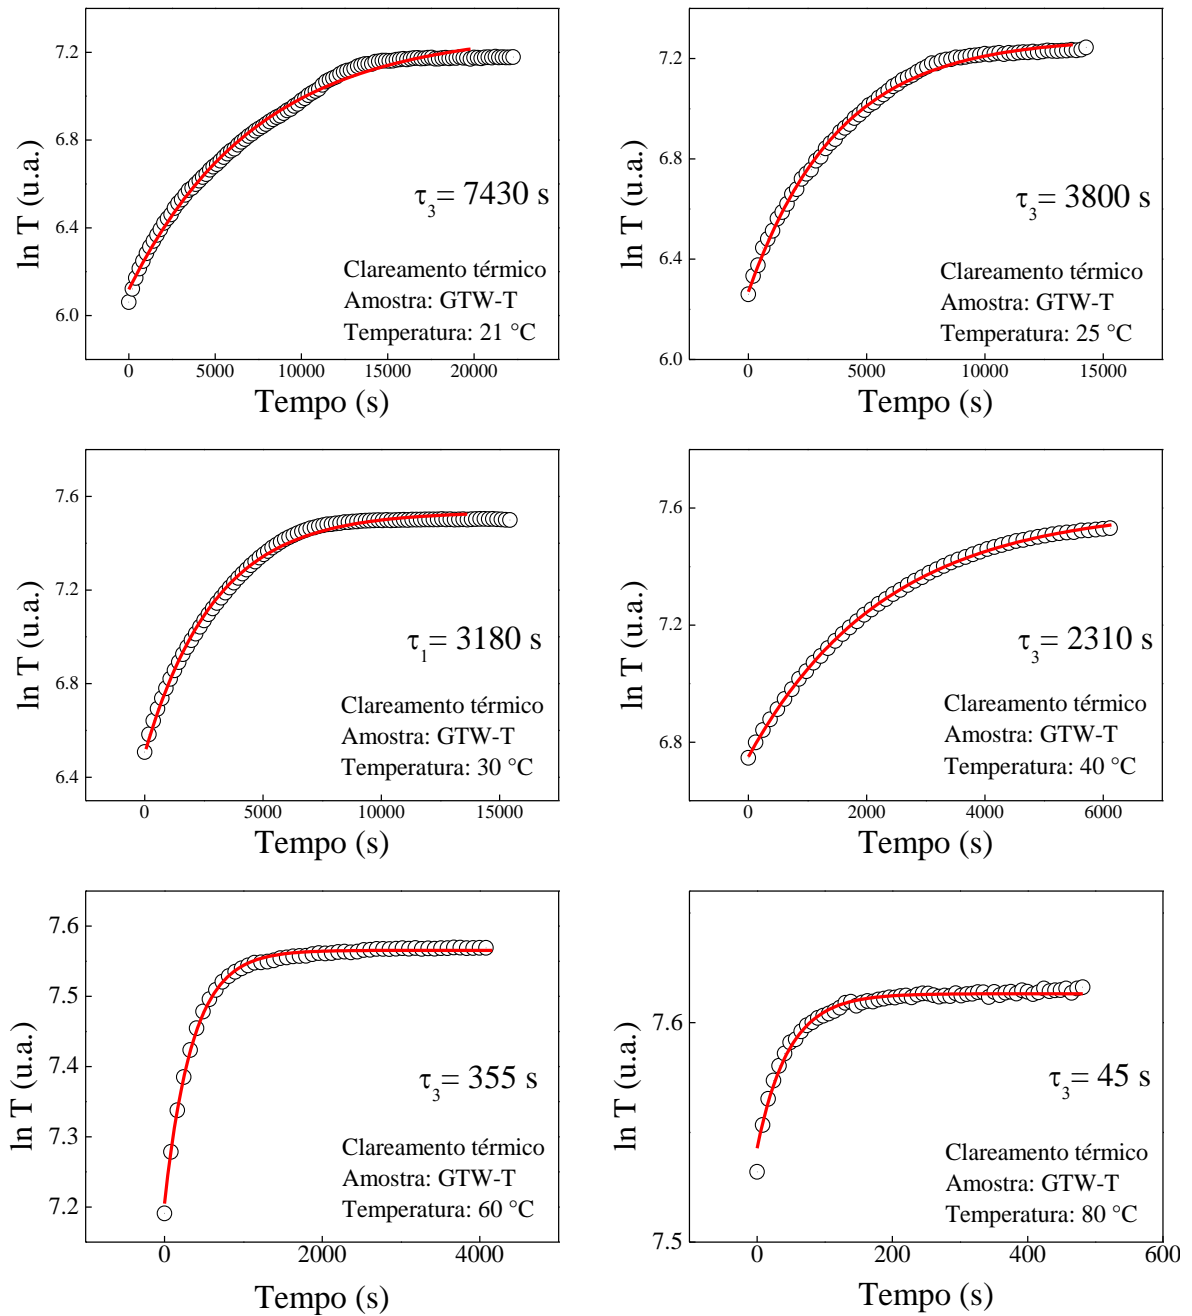 7.2
6.8
6.4
6.0
ln T (u.a.)
τ3= 7430 s
Clareamento térmico
Amostra: GTW-T
Temperatura: 21 °C
0 5000 10000 15000 20000
Tempo (s)
7.2
6.8
6.4
6.0
ln T (u.a.)
τ3= 3800 s
Clareamento térmico
Amostra: GTW-T
Temperatura: 25 °C
0 5000 10000 15000
Tempo (s)
7.6
7.2
6.8
6.4
ln T (u.a.)
τ1= 3180 s
Clareamento térmico
Amostra: GTW-T
Temperatura: 30 °C
0 5000 10000 15000
Tempo (s)
7.6
7.2
6.8
ln T (u.a.)
τ3= 2310 s
Clareamento térmico
Amostra: GTW-T
Temperatura: 40 °C
0 2000 4000 6000
Tempo (s)
7.6
7.5
7.4
7.3
7.2
ln T (u.a.)
τ3= 355 s
Clareamento térmico
Amostra: GTW-T
Temperatura: 60 °C
0 2000 4000
Tempo (s)
7.6
7.5
ln T (u.a.)
τ3= 45 s
Clareamento térmico
Amostra: GTW-T
Temperatura: 80 °C
0 200 400 600
Tempo (s)